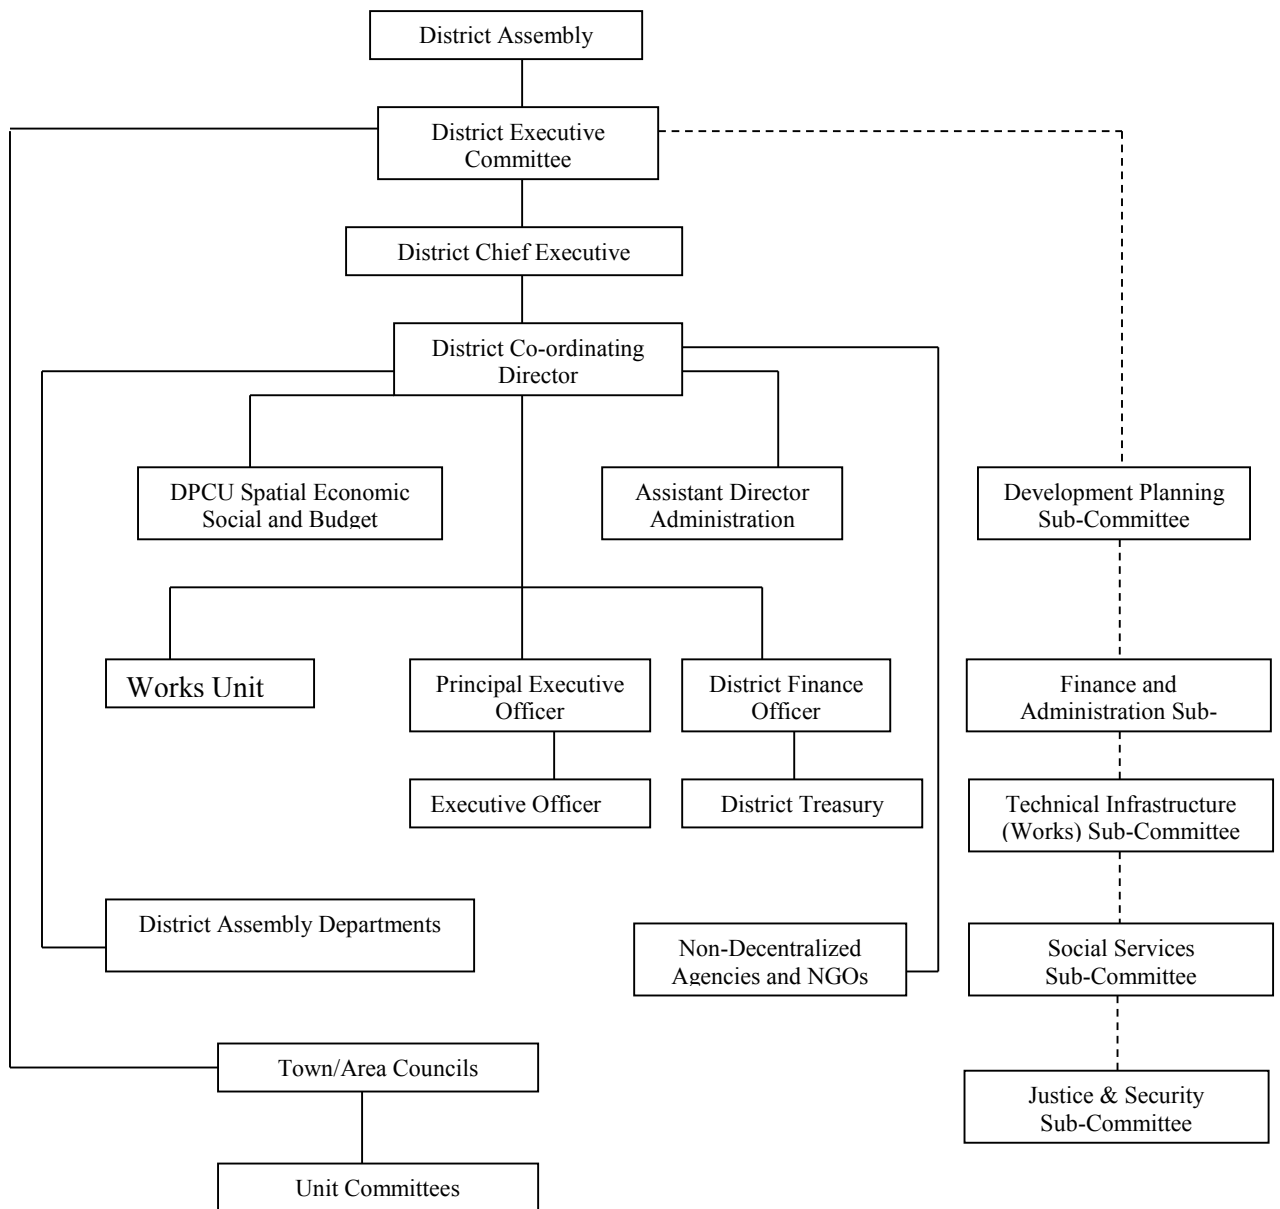 District Assembly
District Executive
Committee
District Chief Executive
District Co-ordinating
Director
DPCU Spatial Economic
Social and Budget
Assistant Director
Administration
Development Planning
Sub-Committee
Works Unit
Principal Executive
Officer
District Finance
Officer
Finance and
Administration Sub-
Executive Officer
District Treasury
Technical Infrastructure
(Works) Sub-Committee
District Assembly Departments
Non-Decentralized
Agencies and NGOs
Social Services
Sub-Committee
Town/Area Councils
Justice & Security
Sub-Committee
Unit Committees